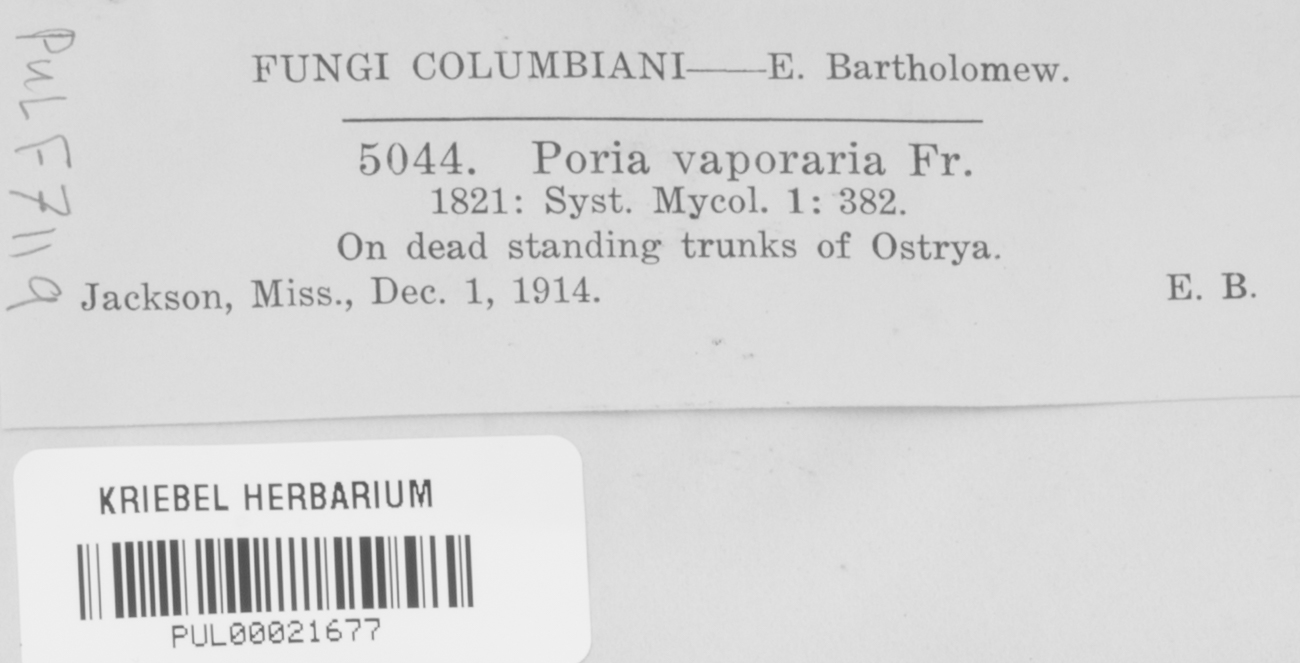 PUL F7119
FUNGI COLUMBIANI——E. Bartholomew.
5044. Poria vaporaria Fr.
1821: Syst. Mycol. 1: 382.
On dead standing trunks of Ostrya.
Jackson, Miss., Dec. 1, 1914. E. B.
KRIEBEL HERBARIUM
PUL00021677